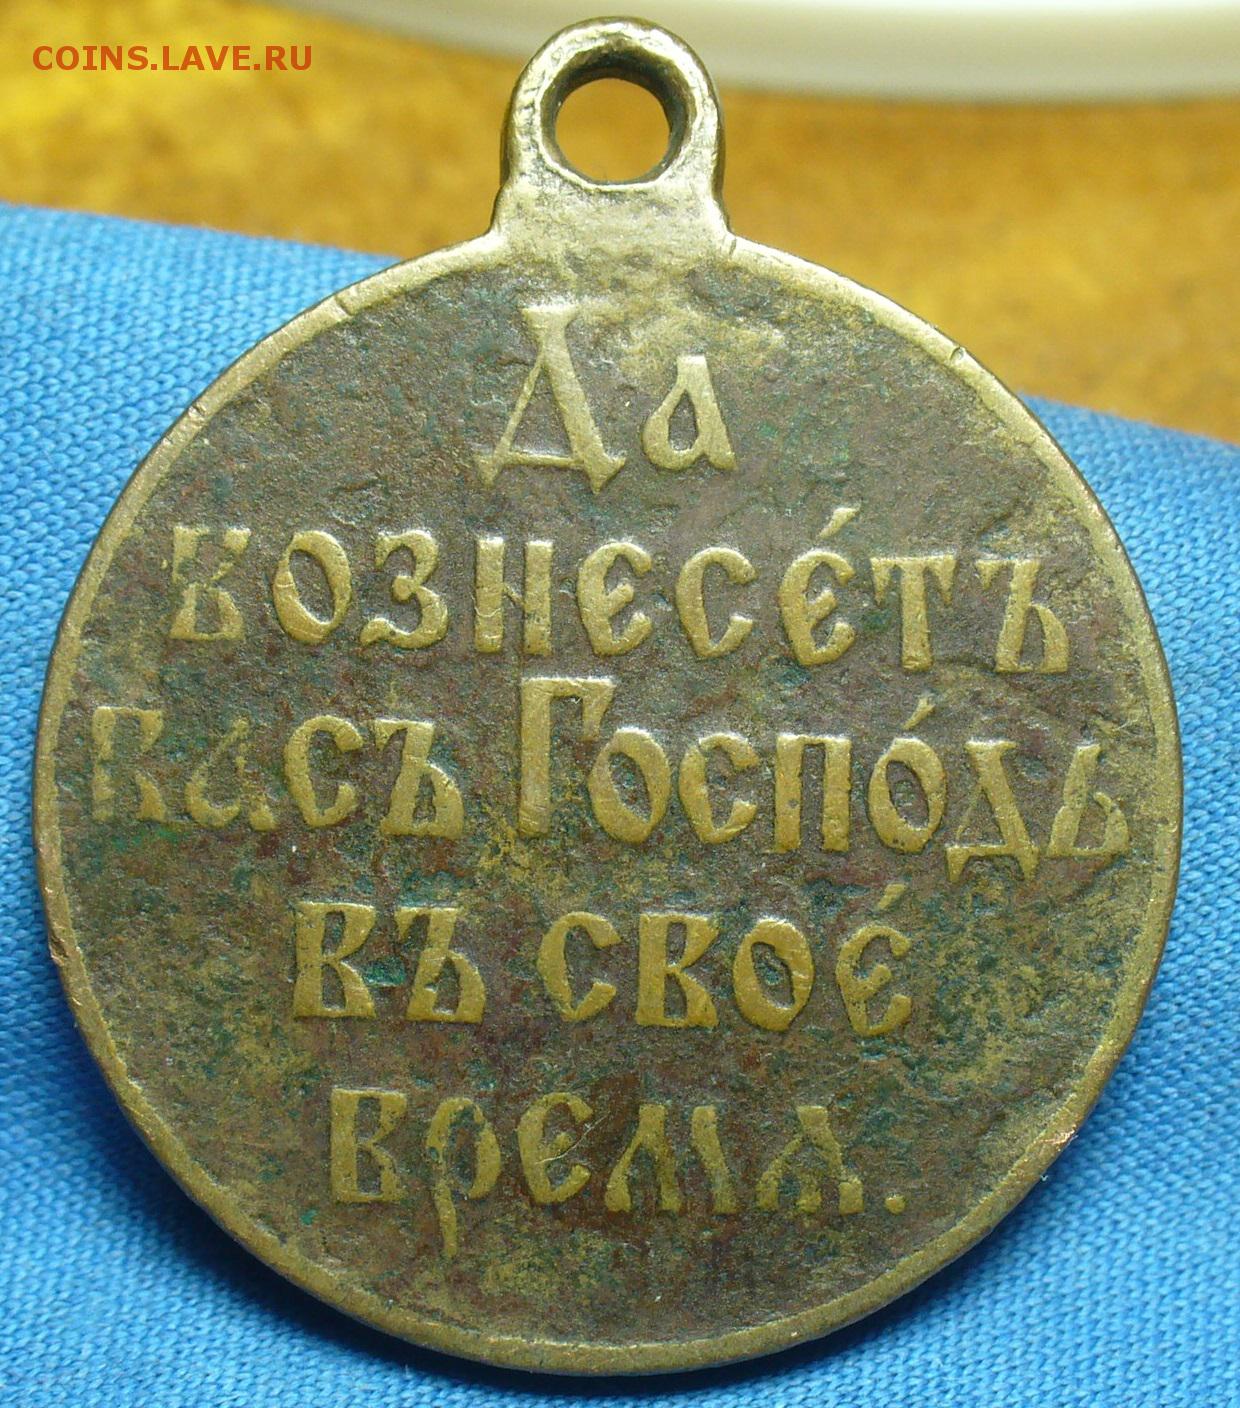 COINS.LAVE.RU
Да
вознесе́тъ
васъ Госпо́дь
въ свое́
время.